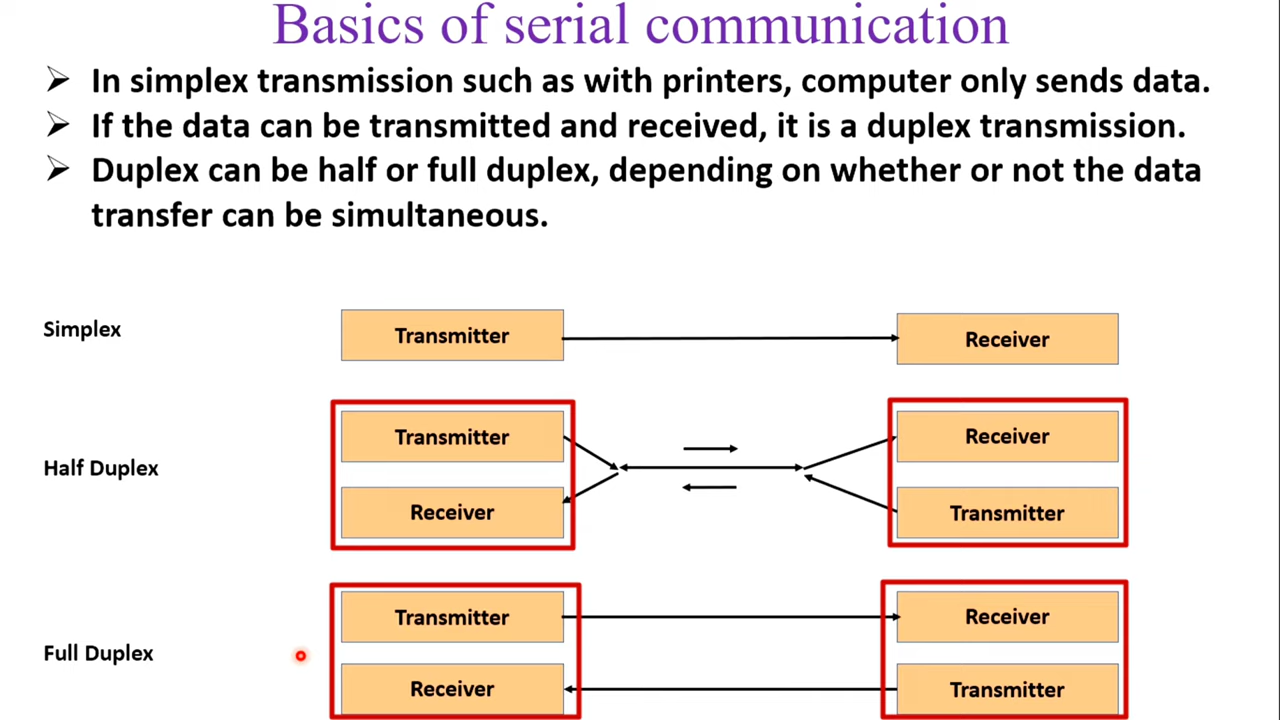 Basics of serial communication
➢ In simplex transmission such as with printers, computer only sends data.
➢ If the data can be transmitted and received, it is a duplex transmission.
➢ Duplex can be half or full duplex, depending on whether or not the data
transfer can be simultaneous.
Simplex
Transmitter
Receiver
Half Duplex
Transmitter
Receiver
Receiver
Transmitter
Full Duplex
Transmitter
Receiver
Receiver
Transmitter